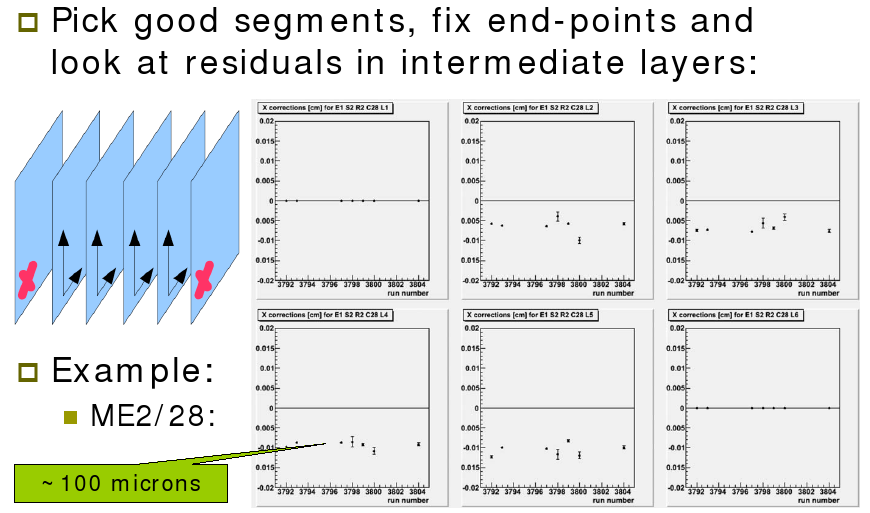 Pick good segments, fix end-points and
look at residuals in intermediate layers:
X corrections [cm] for E1 S2 R2 C28 L1
0.02
0.015
0.01
0.005
0
0.005
-0.01
0.015
-0.02
3792 3794 3796 3798 3800 3802 3804
run number
X corrections [cm] for E1 S2 R2 C28 L2
0.02
0.015
0.01
0.005
0
0.005
-0.01
0.015
-0.02
3792 3794 3796 3798 3800 3802 3804
run number
X corrections [cm] for E1 S2 R2 C28 L3
0.02
0.015
0.01
0.005
0
0.005
-0.01
0.015
-0.02
3792 3794 3796 3798 3800 3802 3804
run number
Example:
ME2/28:
~100 microns
X corrections [cm] for E1 S2 R2 C28 L4
0.02
0.015
0.01
0.005
0
0.005
-0.01
0.015
-0.02
3792 3794 3796 3798 3800 3802 3804
run number
X corrections [cm] for E1 S2 R2 C28 L5
0.02
0.015
0.01
0.005
0
0.005
-0.01
0.015
-0.02
3792 3794 3796 3798 3800 3802 3804
run number
X corrections [cm] for E1 S2 R2 C28 L6
0.02
0.015
0.01
0.005
0
0.005
-0.01
0.015
-0.02
3792 3794 3796 3798 3800 3802 3804
run number